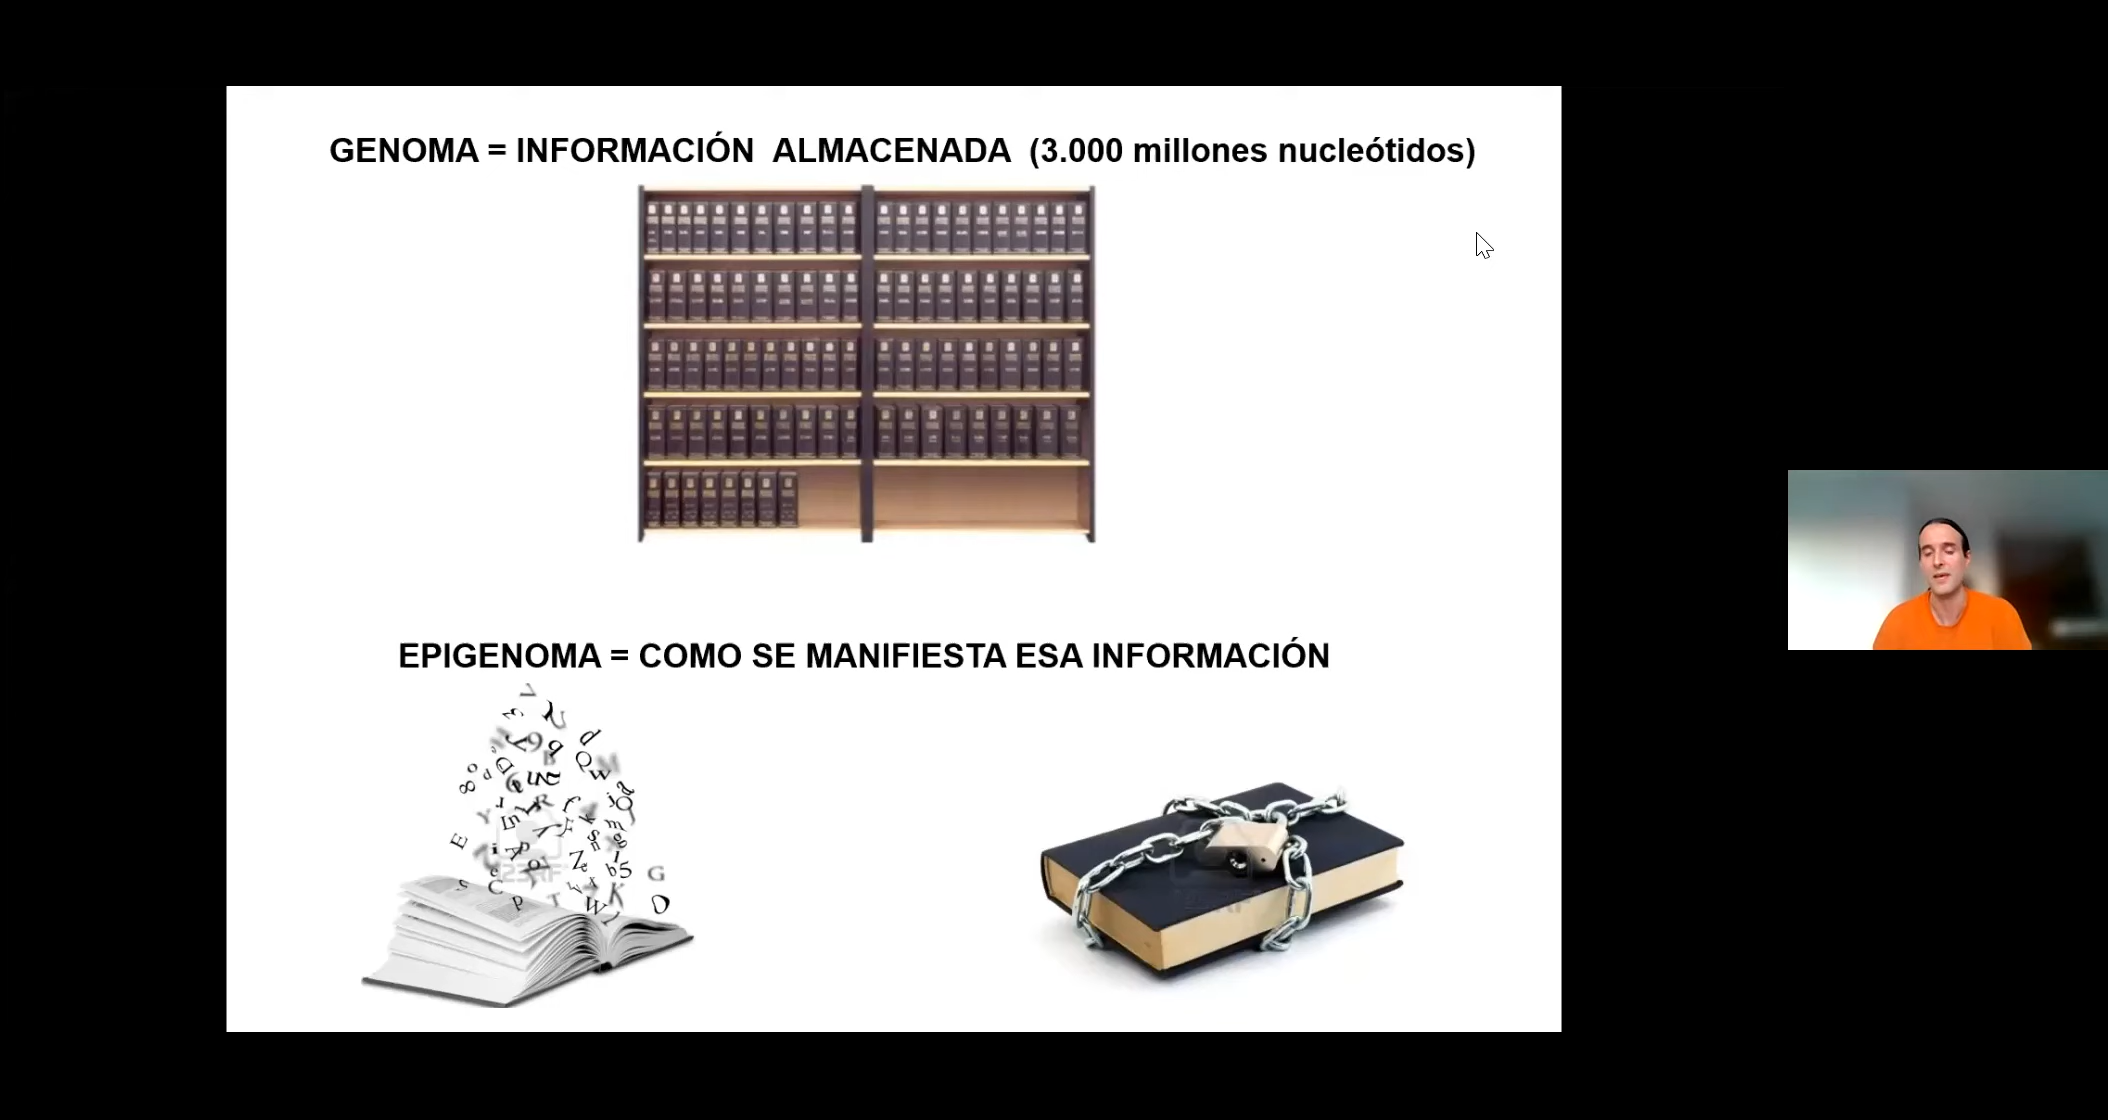 GENOMA = INFORMACIÓN ALMACENADA (3.000 millones nucleótidos)
EPIGENOMA = COMO SE MANIFIESTA ESA INFORMACIÓN